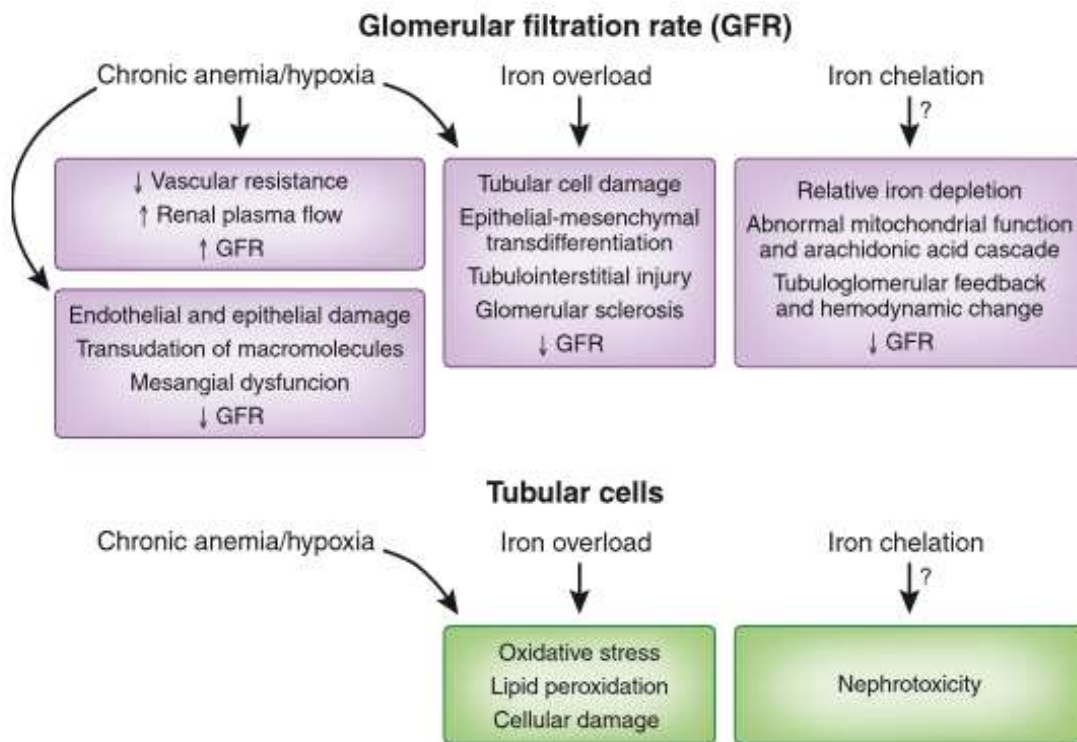 Glomerular filtration rate (GFR)
Chronic anemia/hypoxia
Iron overload
Iron chelation
?
↓ Vascular resistance
↑ Renal plasma flow
↑ GFR
Endothelial and epithelial damage
Transudation of macromolecules
Mesangial dysfuncion
↓ GFR
Tubular cell damage
Epithelial-mesenchymal
transdifferentiation
Tubulointerstitial injury
Glomerular sclerosis
↓ GFR
Relative iron depletion
Abnormal mitochondrial function
and arachidonic acid cascade
Tubuloglomerular feedback
and hemodynamic change
↓ GFR
Tubular cells
Chronic anemia/hypoxia
Iron overload
Iron chelation
?
Oxidative stress
Lipid peroxidation
Cellular damage
Nephrotoxicity